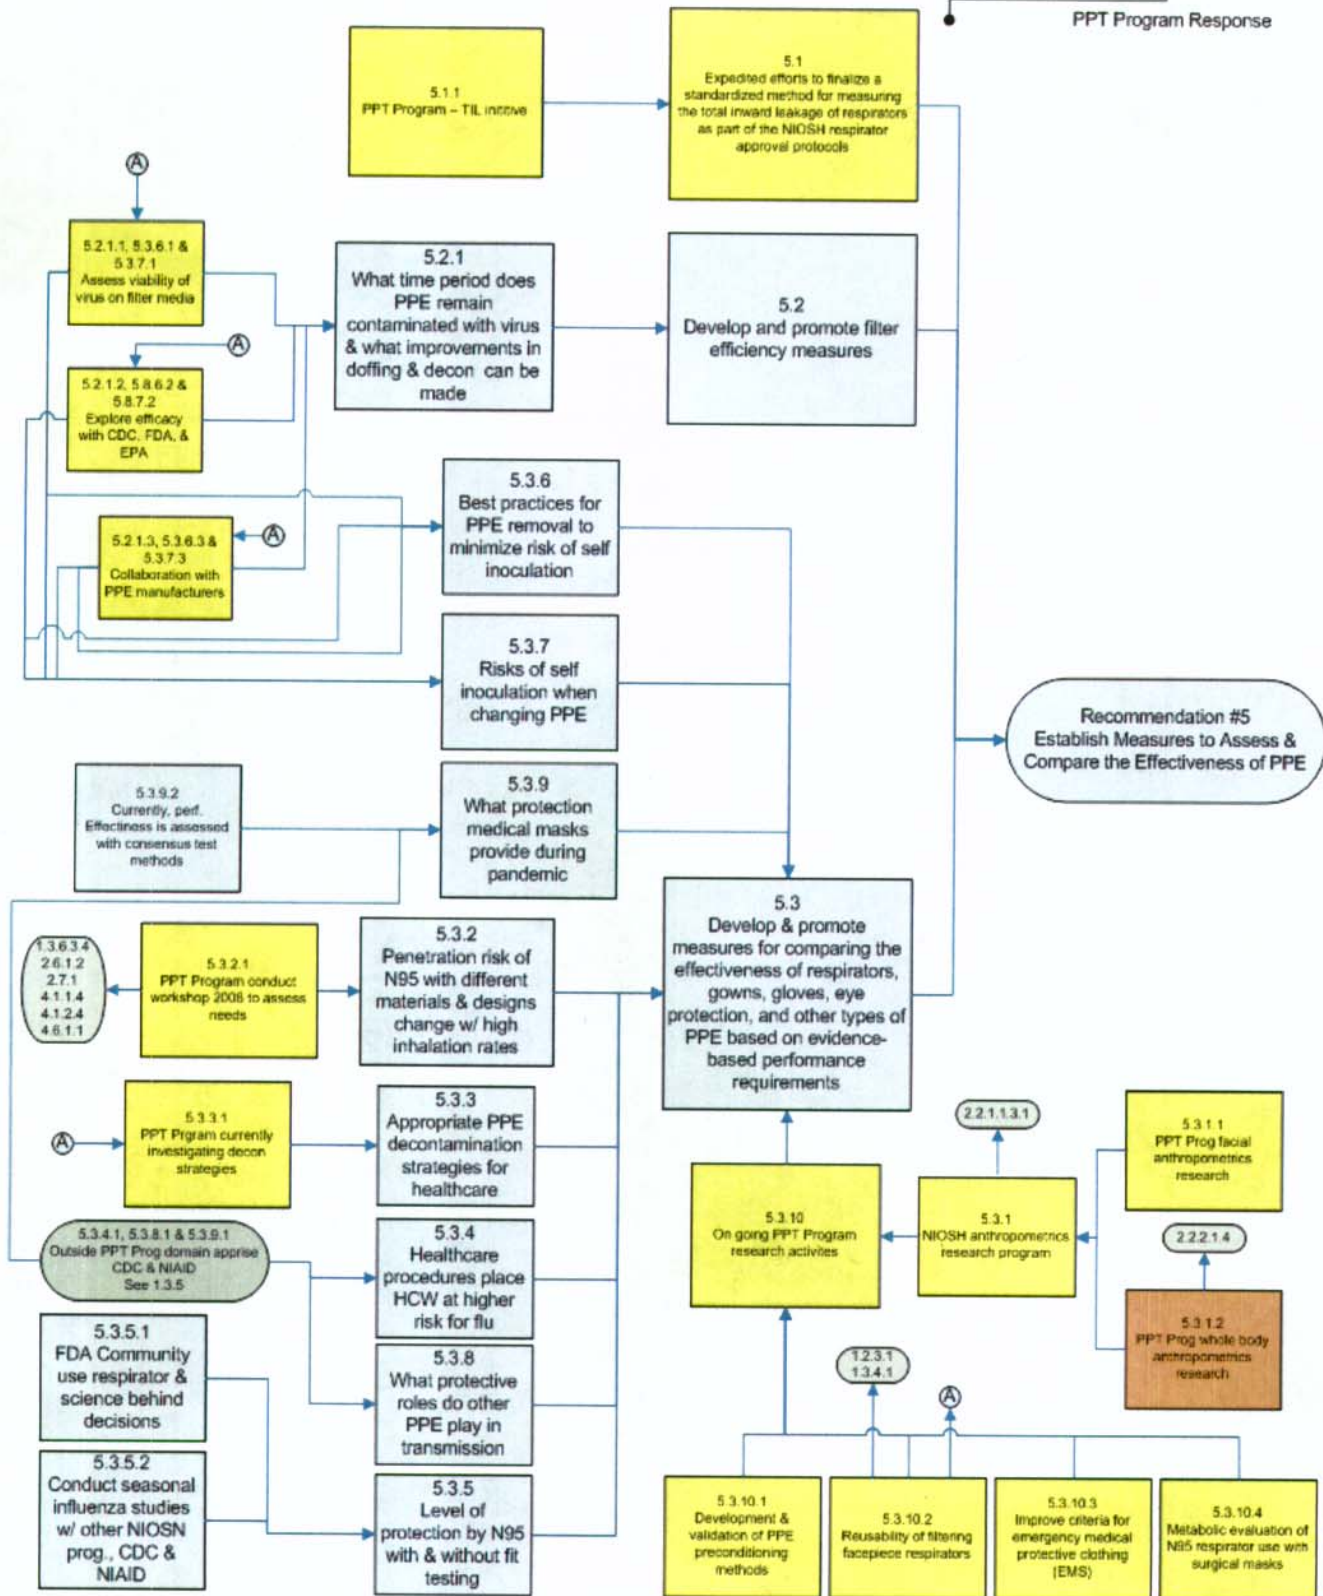 PPT Program Response
5.1.1
PPT Program – TIL initive
5.1
Expedited efforts to finalize a
standardized method for measuring
the total inward leakage of respirators
as part of the NIOSH respirator
approval protocols
A
5.2.1.1, 5.3.6.1 &
5.3.7.1
Assess viability of
virus on filter media
5.2.1
What time period does
PPE remain
contaminated with virus
& what improvements in
doffing & decon can be
made
5.2
Develop and promote filter
efficiency measures
A
5.2.1.2, 5.8.6.2 &
5.8.7.2
Explore efficacy
with CDC, FDA, &
EPA
5.3.6
Best practices for
PPE removal to
minimize risk of self
inoculation
A
5.2.1.3, 5.3.6.3 &
5.3.7.3
Collaboration with
PPE manufacturers
5.3.7
Risks of self
inoculation when
changing PPE
Recommendation #5
Establish Measures to Assess &
Compare the Effectiveness of PPE
5.3.9.2
Currently, perf.
Effectiness is assessed
with consensus test
methods
5.3.9
What protection
medical masks
provide during
pandemic
5.3
Develop & promote
measures for comparing the
effectiveness of respirators,
gowns, gloves, eye
protection, and other types of
PPE based on evidence-
based performance
requirements
1.3.6.3.4
2.6.1.2
2.7.1
4.1.1.4
4.1.2.4
4.6.1.1
5.3.2.1
PPT Program conduct
workshop 2008 to assess
needs
5.3.2
Penetration risk of
N95 with different
materials & designs
change w/ high
inhalation rates
A
5.3.3.1
PPT Prgram currently
investigating decon
strategies
5.3.3
Appropriate PPE
decontamination
strategies for
healthcare
2.2.1.1.3.1
5.3.1.1
PPT Prog facial
anthropometrics
research
5.3.10
On going PPT Program
research activites
5.3.1
NIOSH anthropometrics
research program
2.2.2.1.4
5.3.1.2
PPT Prog whole body
anthropometrics
research
5.3.4.1, 5.3.8.1 & 5.3.9.1
Outside PPT Prog domain apprise
CDC & NIAID
See 1.3.5
5.3.4
Healthcare
procedures place
HCW at higher
risk for flu
5.3.5.1
FDA Community
use respirator &
science behind
decisions
5.3.8
What protective
roles do other
PPE play in
transmission
1.2.3.1
1.3.4.1
A
5.3.5.2
Conduct seasonal
influenza studies
w/ other NIOSN
prog., CDC &
NIAID
5.3.5
Level of
protection by N95
with & without fit
testing
5.3.10.1
Development &
validation of PPE
preconditioning
methods
5.3.10.2
Reusability of filtering
facepiece respirators
5.3.10.3
Improve criteria for
emergency medical
protective clothing
(EMS)
5.3.10.4
Metabolic evaluation of
N95 respirator use with
surgical masks